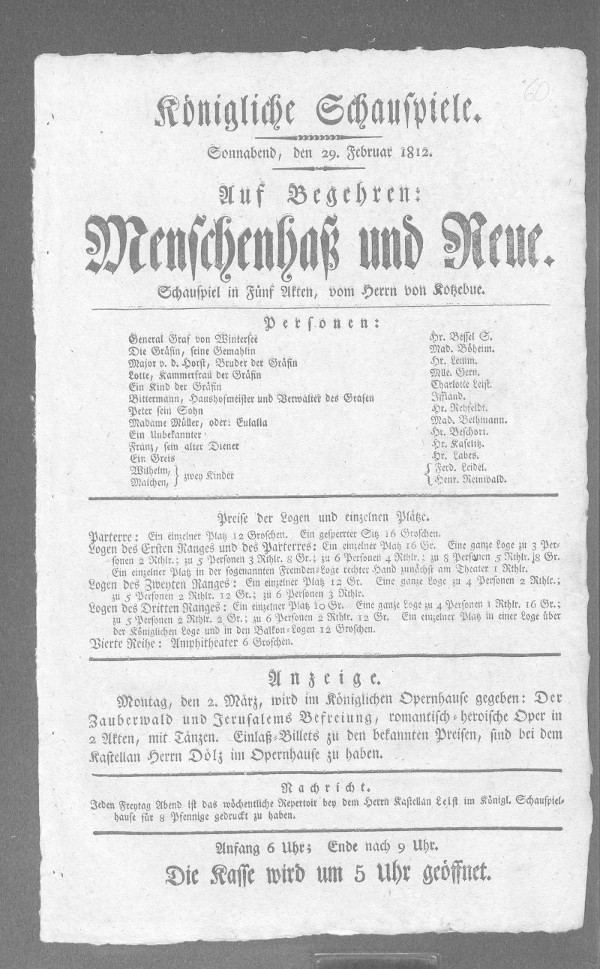 60
Königliche Schauspiele.
Sonnabend, den 29. Februar 1812.
Auf Begehren:
Menschenhaß und Reue.
Schauspiel in Fünf Akten, vom Herrn von Kotzebue.
Personen:
General Graf von Wintersee Hr. Bessel S.
Die Gräfin, seine Gemahlin Mad. Böheim.
Major v. d. Horst, Bruder der Gräfin Hr. Lemm.
Lotte, Kammerfrau der Gräfin Mlle. Gern.
Ein Kind der Gräfin Charlotte Leist.
Bittermann, Haushofmeister und Verwalter des Grafen Iffland.
Peter sein Sohn Hr. Rehfeldt.
Madame Müller, oder: Eulalia Mad. Bethmann.
Ein Unbekannter Hr. Beschort.
Franz, sein alter Diener Hr. Kaselitz.
Ein Greis Hr. Labes.
Wilhelm, } zwey Kinder { Ferd. Leidel.
Malchen, } { Henr. Reinwald.
Preise der Logen und einzelnen Plätze.
Parterre: Ein einzelner Platz 12 Groschen. Ein gesperrter Sitz 16 Groschen.
Logen des Ersten Ranges und des Parterres: Ein einzelner Platz 16 Gr. Eine ganze Loge zu 3 Per-
sonen 2 Rthlr.; zu 5 Personen 3 Rthlr. 8 Gr.; zu 6 Personen 4 Rthlr.; zu 8 Personen 5 Rthlr. 8 Gr.
Ein einzelner Platz in der sogenannten Fremden-Loge rechter Hand zunächst am Theater 1 Rthlr.
Logen des Zweyten Ranges: Ein einzelner Platz 12 Gr. Eine ganze Loge zu 4 Personen 2 Rthlr.;
zu 5 Personen 2 Rthlr. 12 Gr.; zu 6 Personen 3 Rthlr.
Logen des Dritten Ranges: Ein einzelner Platz 10 Gr. Eine ganze Loge zu 4 Personen 1 Rthlr. 16 Gr.;
zu 5 Personen 2 Rthlr. 2 Gr.; zu 6 Personen 2 Rthlr. 12 Gr. Ein einzelner Platz in einer Loge über
der Königlichen Loge und in den Balkon-Logen 12 Groschen.
Vierte Reihe: Amphitheater 6 Groschen.
Anzeige.
Montag, den 2. März, wird im Königlichen Opernhause gegeben: Der
Zauberwald und Jerusalems Befreiung, romantisch-heroische Oper in
2 Akten, mit Tänzen. Einlaß-Billets zu den bekannten Preisen, sind bei dem
Kastellan Herrn Dölz im Opernhause zu haben.
Nachricht.
Jeden Freytag Abend ist das wöchentliche Repertoir bey dem Herrn Kastellan Leist im Königl. Schauspiel-
hause für 8 Pfennige gedruckt zu haben.
Anfang 6 Uhr; Ende nach 9 Uhr.
Die Kasse wird um 5 Uhr geöffnet.